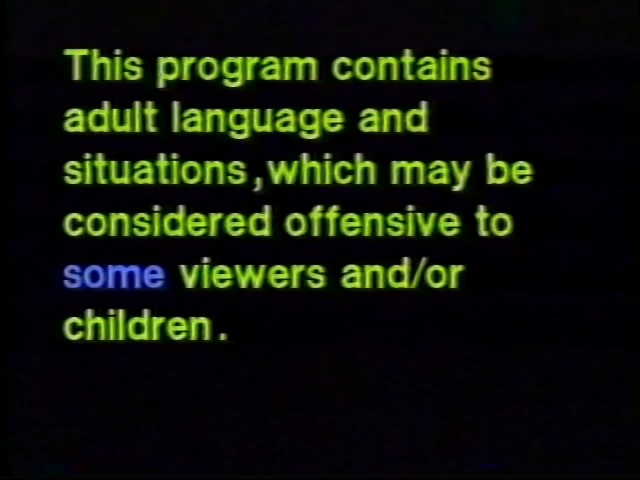 This program contains
adult language and
situations,which may be
considered offensive to
some viewers and/or
children.